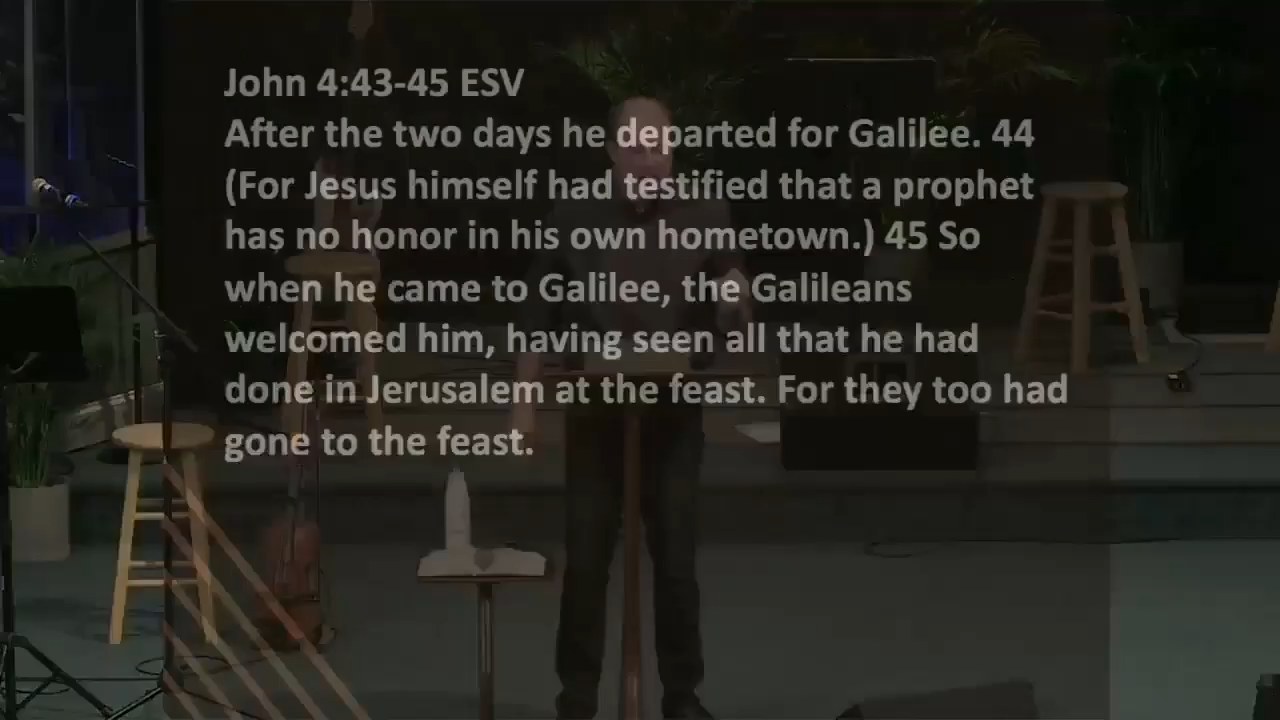 John 4:43-45 ESV
After the two days he departed for Galilee. 44
(For Jesus himself had testified that a prophet
has no honor in his own hometown.) 45 So
when he came to Galilee, the Galileans
welcomed him, having seen all that he had
done in Jerusalem at the feast. For they too had
gone to the feast.